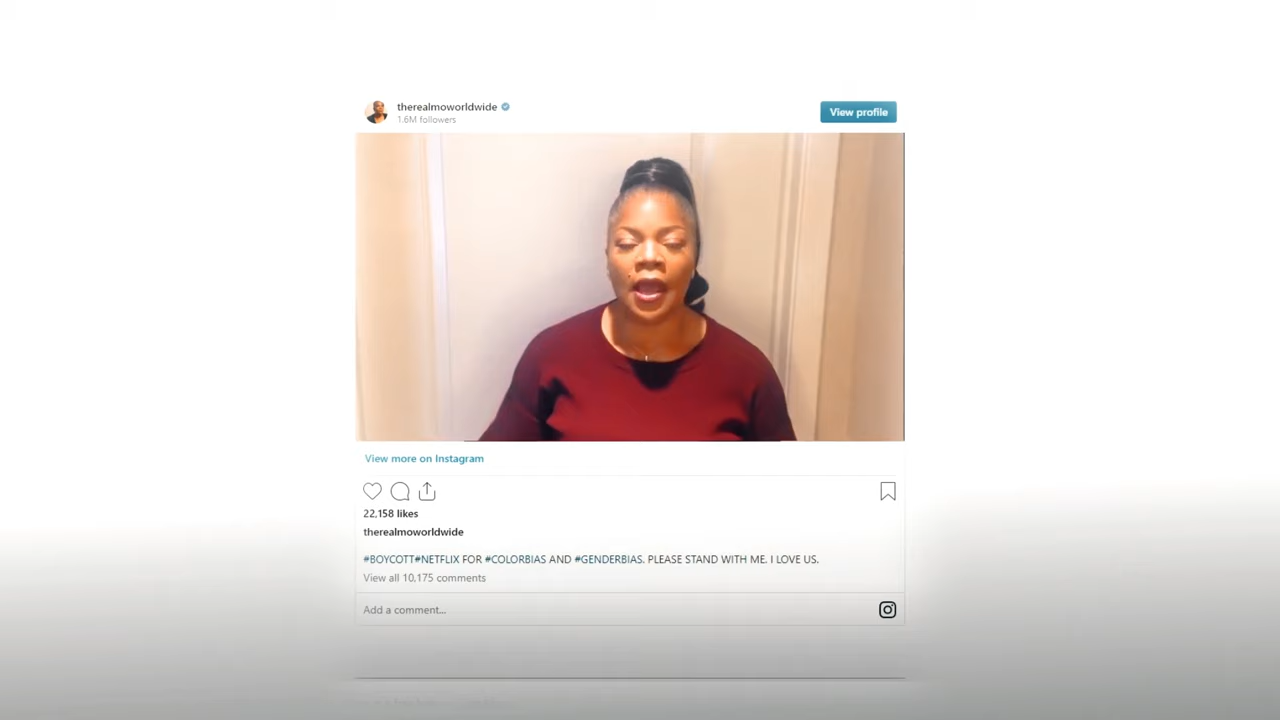 therealmoworldwide
1.6M followers
View profile
View more on Instagram
22,158 likes
therealmoworldwide
#BOYCOTT#NETFLIX FOR #COLORBIAS AND #GENDERBIAS. PLEASE STAND WITH ME. I LOVE US.
View all 10,175 comments
Add a comment...